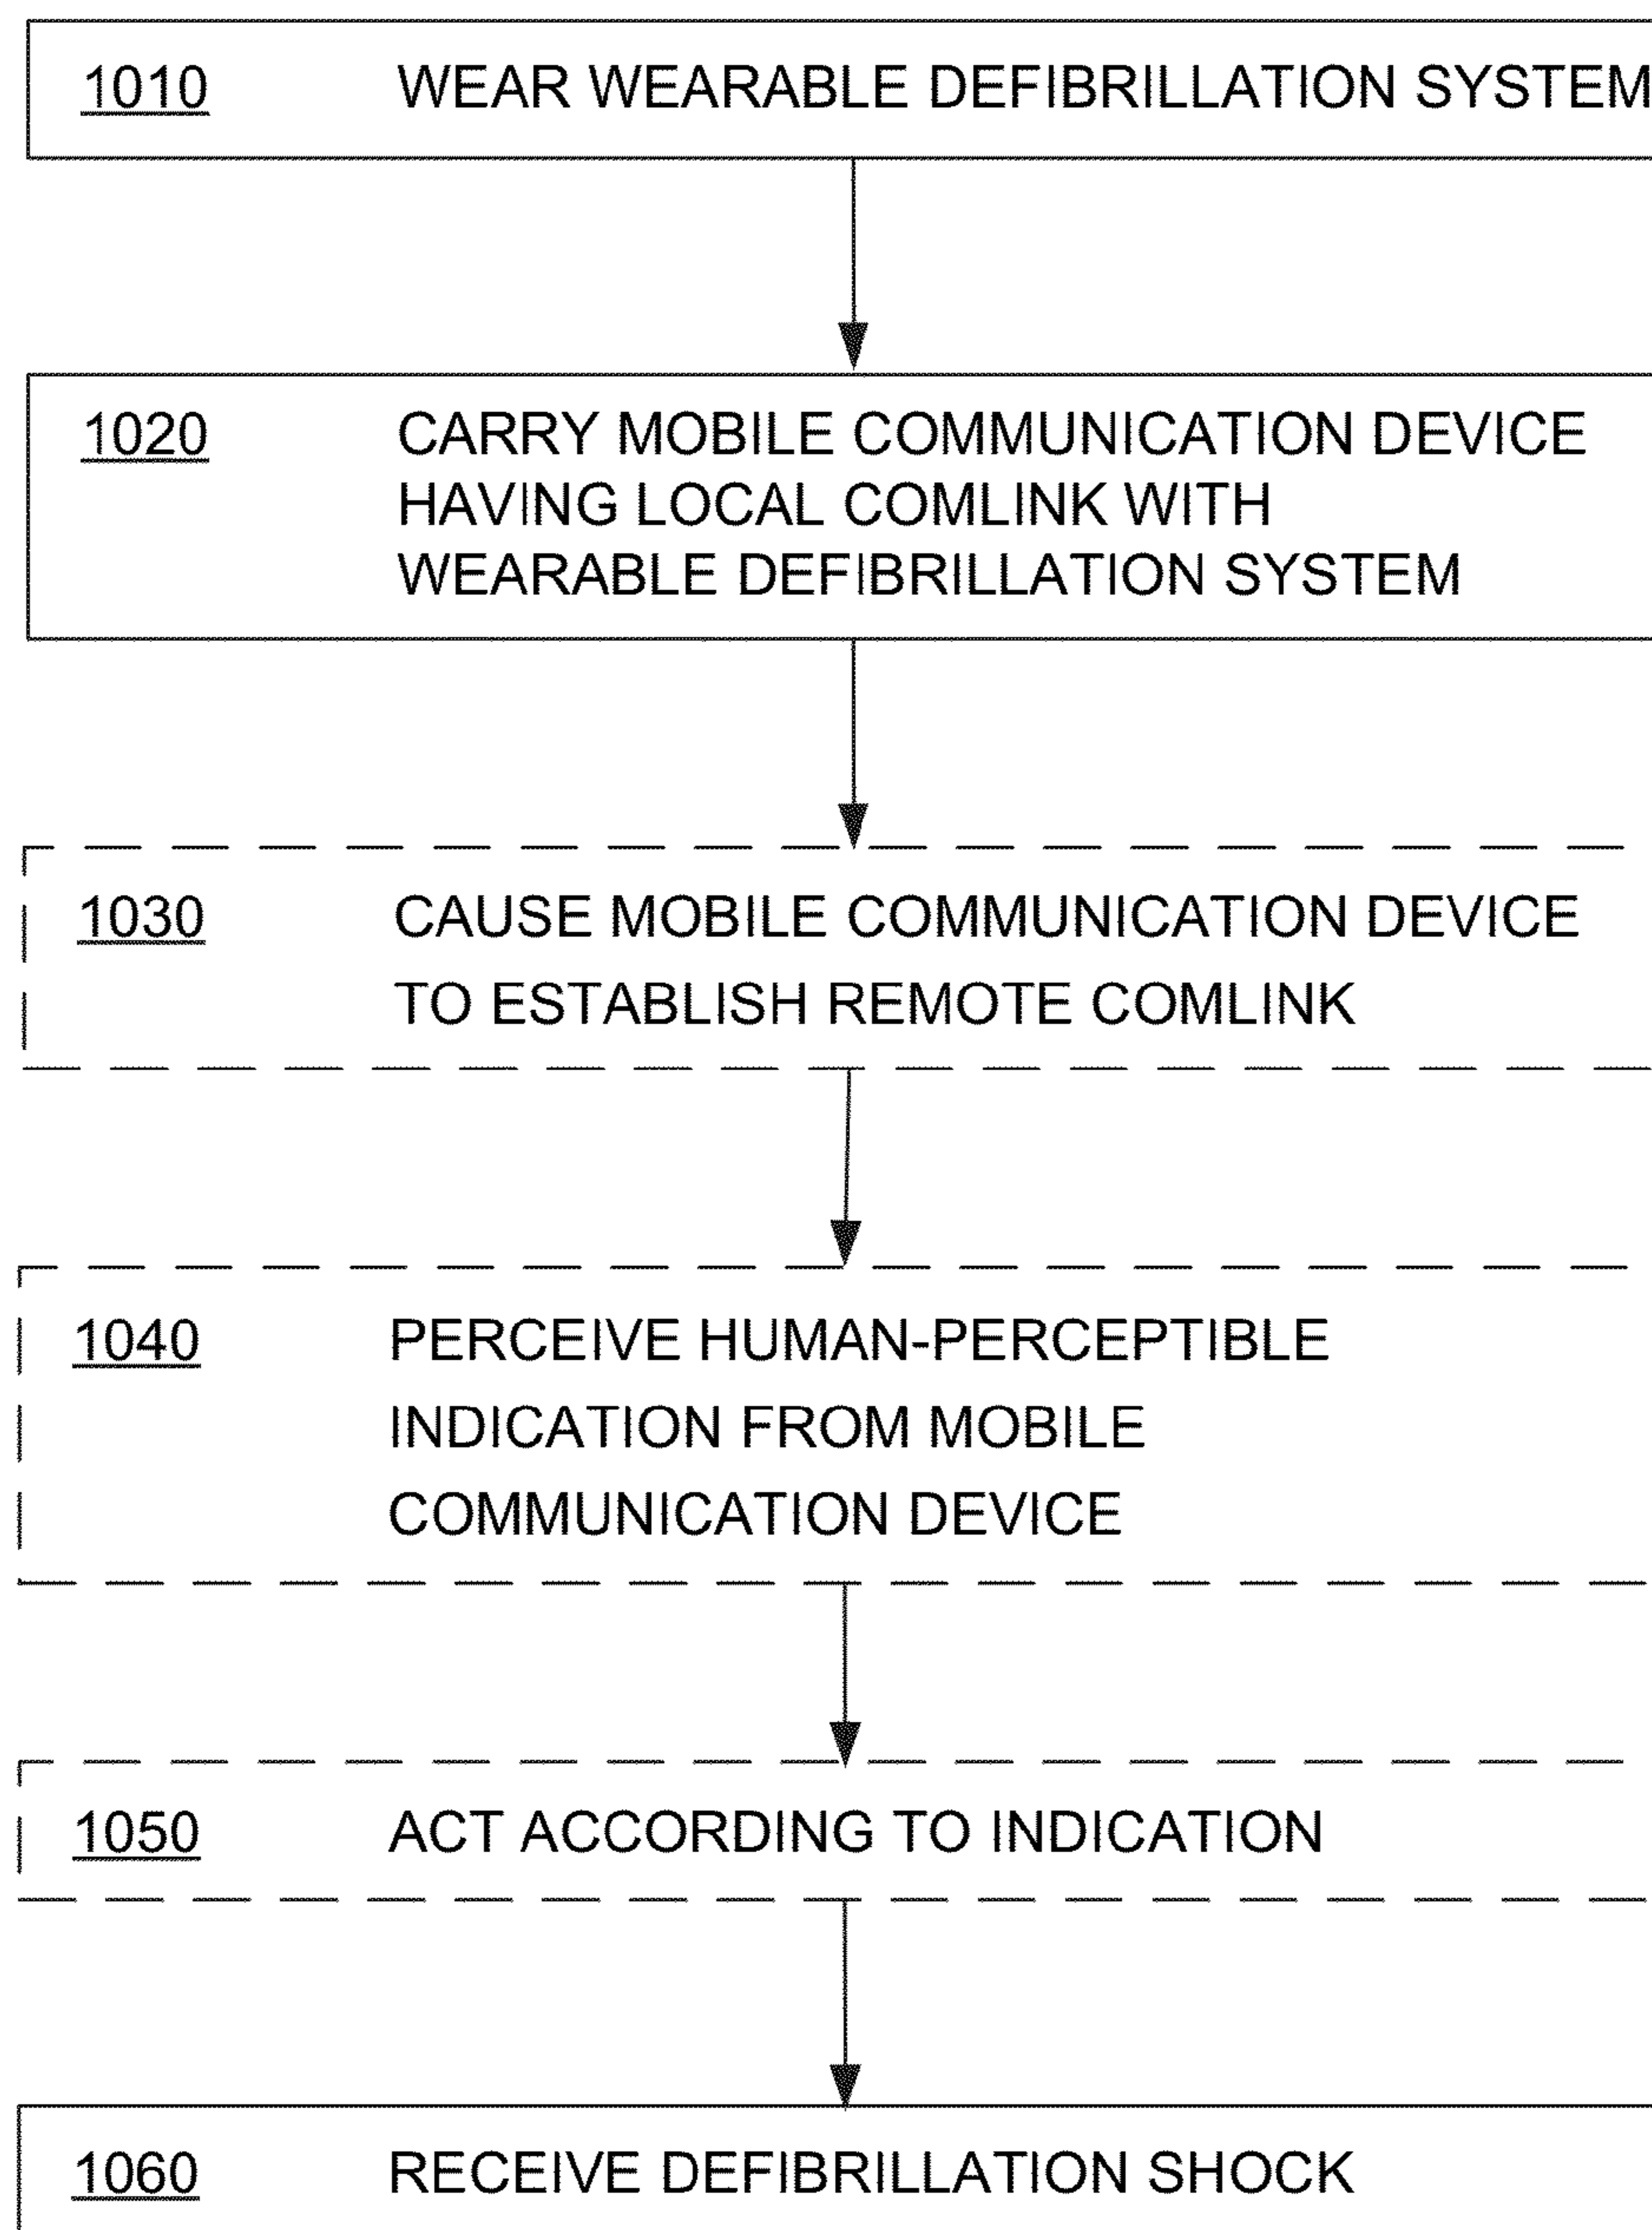 1010 WEAR WEARABLE DEFIBRILLATION SYSTEM
1020 CARRY MOBILE COMMUNICATION DEVICE
HAVING LOCAL COMLINK WITH
WEARABLE DEFIBRILLATION SYSTEM
1030 CAUSE MOBILE COMMUNICATION DEVICE
TO ESTABLISH REMOTE COMLINK
1040 PERCEIVE HUMAN-PERCEPTIBLE
INDICATION FROM MOBILE
COMMUNICATION DEVICE
1050 ACT ACCORDING TO INDICATION
1060 RECEIVE DEFIBRILLATION SHOCK